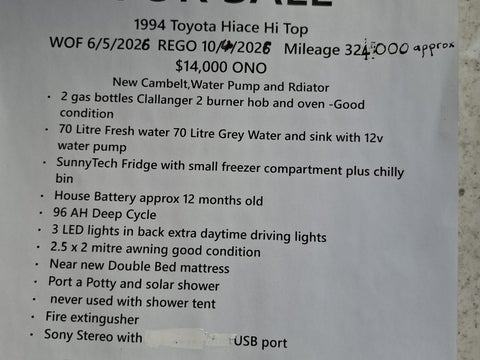 1994 Toyota Hiace Hi Top
WOF 6/5/2026 REGO 10/4/2026 Mileage 324,000 approx
$14,000 ONO
New Cambelt,Water Pump and Rdiator
· 2 gas bottles Clallanger 2 burner hob and oven -Good
condition
· 70 Litre Fresh water 70 Litre Grey Water and sink with 12v
water pump
· SunnyTech Fridge with small freezer compartment plus chilly
bin
· House Battery approx 12 months old
· 96 AH Deep Cycle
· 3 LED lights in back extra daytime driving lights
· 2.5 x 2 mitre awning good condition
· Near new Double Bed mattress
· Port a Potty and solar shower
· never used with shower tent
· Fire extingusher
· Sony Stereo with USB port